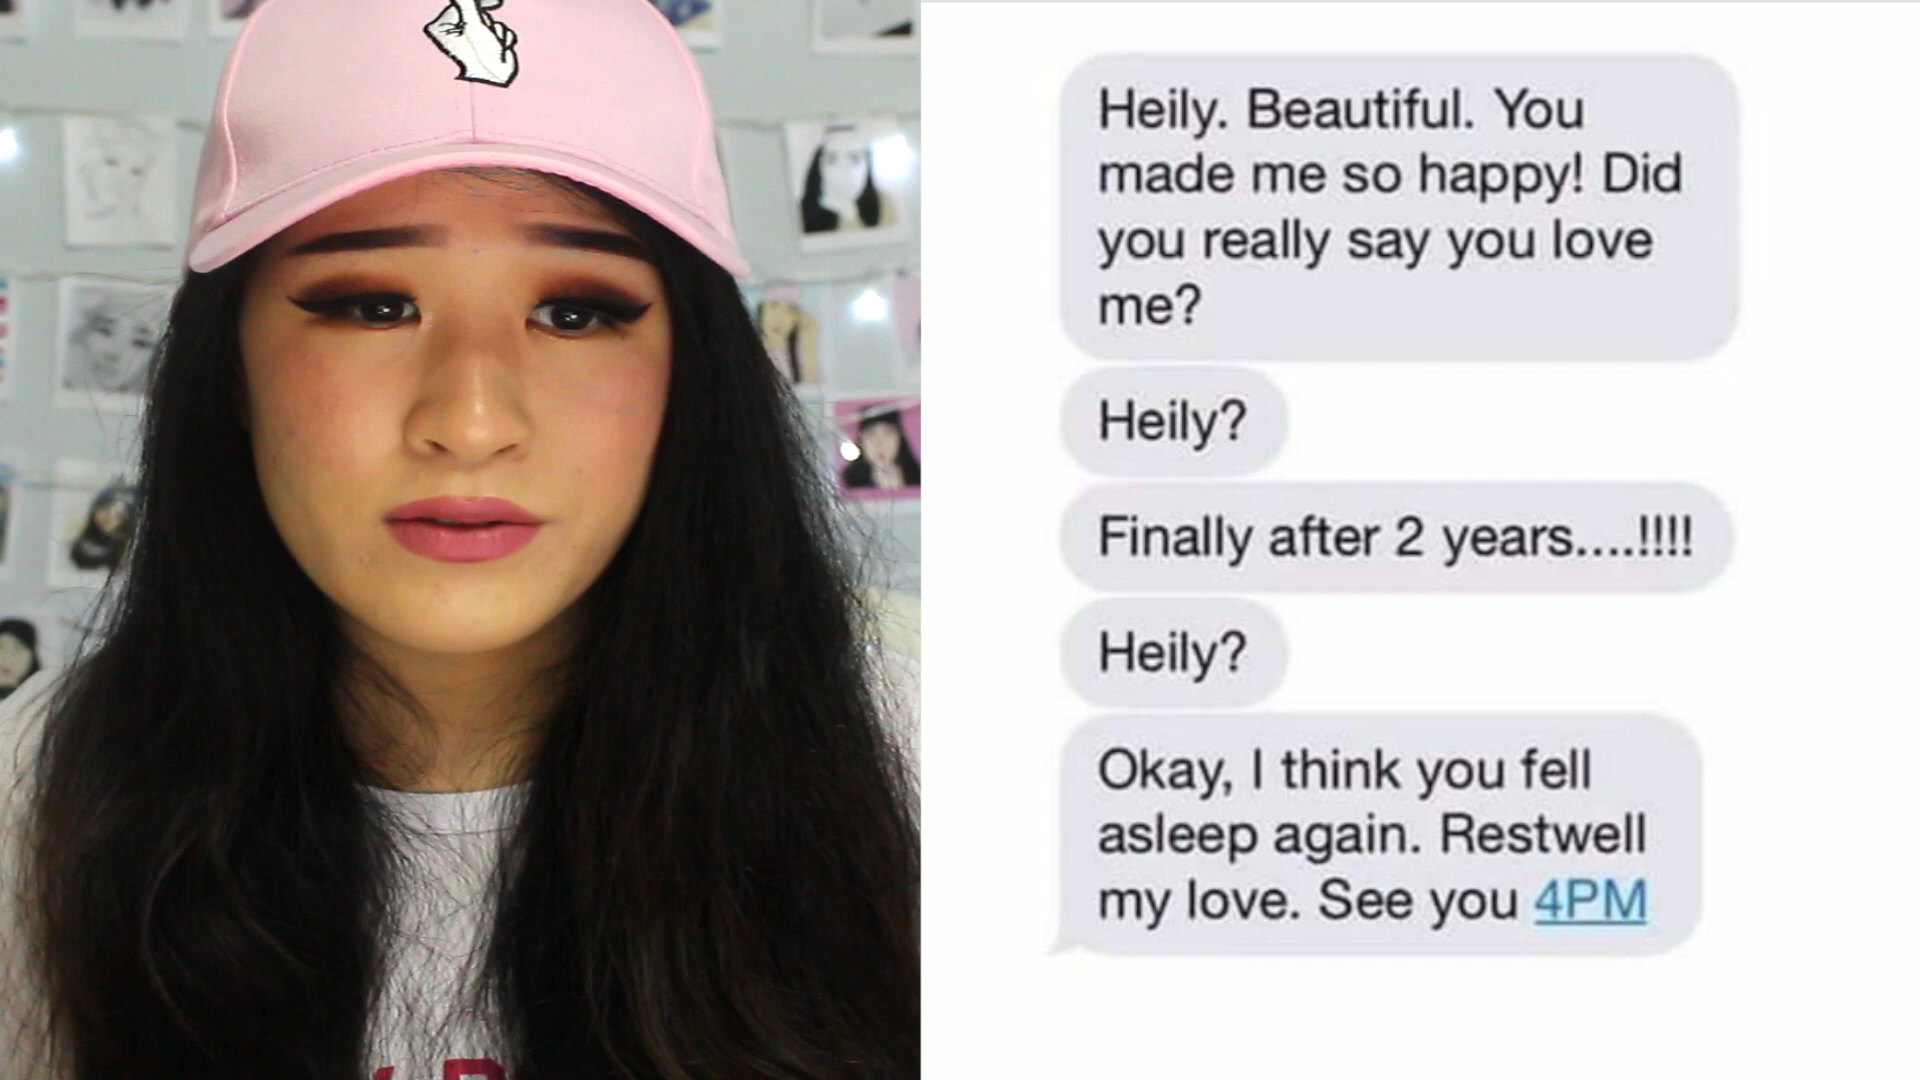 Heily. Beautiful. You
made me so happy! Did
you really say you love
me?
Heily?
Finally after 2 years....!!!!
Heily?
Okay, I think you fell
asleep again. Restwell
my love. See you 4PM